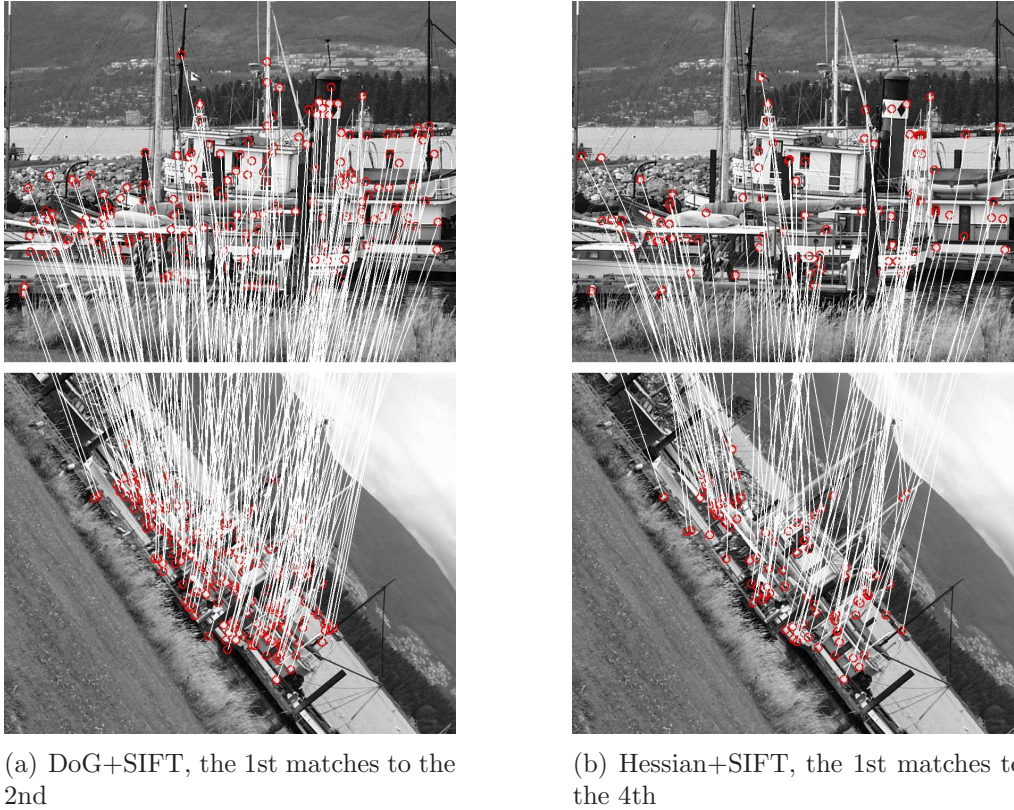 (a) DoG+SIFT, the 1st matches to the
2nd
(b) Hessian+SIFT, the 1st matches to
the 4th